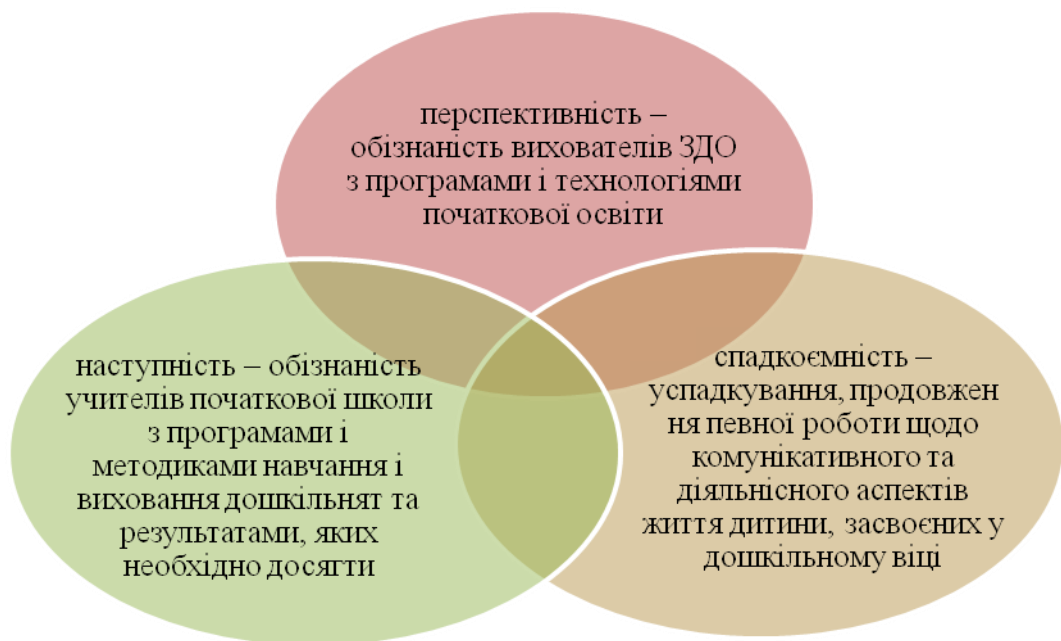 перспективність –
обізнаність вихователів ЗДО
з програмами і технологіями
початкової освіти
наступність – обізнаність
учителів початкової школи
з програмами і
методиками навчання і
виховання дошкільнят та
результатами, яких
необхідно досягти
спадкоємність –
успадкування, продовжен
ня певної роботи щодо
комунікативного та
діяльнісного аспектів
життя дитини, засвоєних у
дошкільному віці